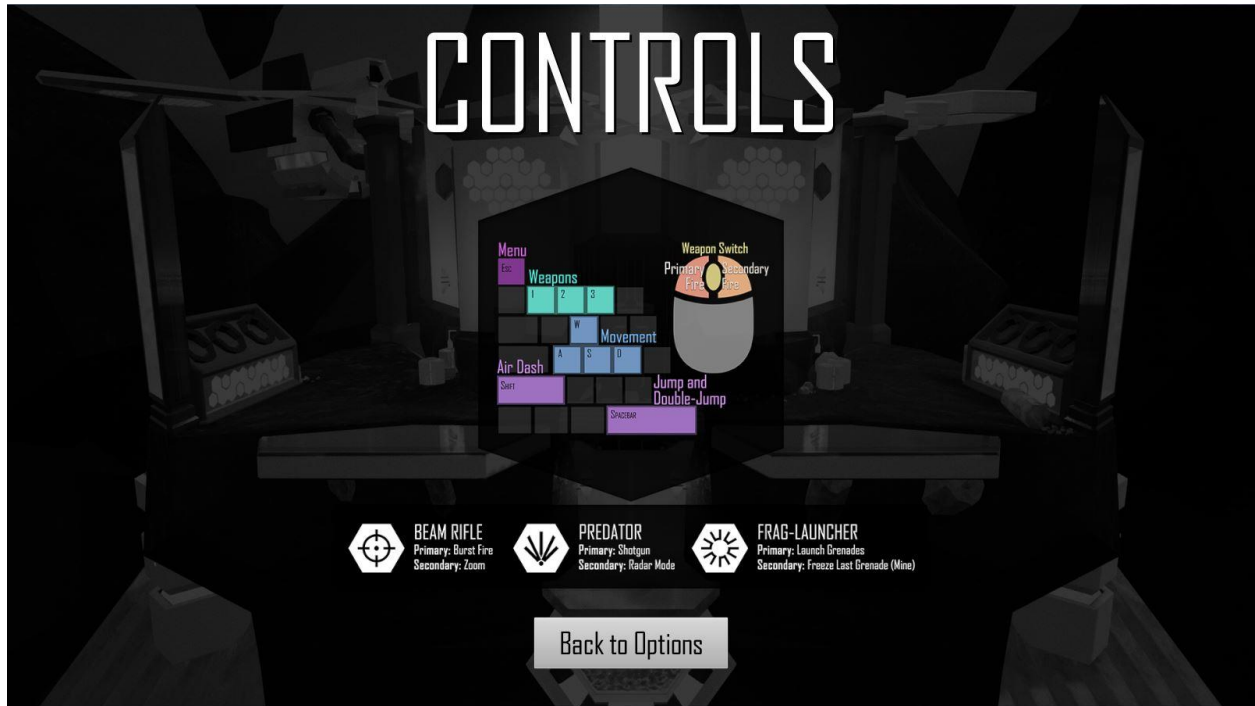 CONTROLS
Menu
Esc
Weapons
1 2 3
W
Movement
A S D
Air Dash
Shift
Jump and
Double-Jump
Spacebar
Weapon Switch
Primary
Fire
Secondary
Fire
BEAM RIFLE
Primary: Burst Fire
Secondary: Zoom
PREDATOR
Primary: Shotgun
Secondary: Radar Mode
FRAG-LAUNCHER
Primary: Launch Grenades
Secondary: Freeze Last Grenade (Mine)
Back to Options